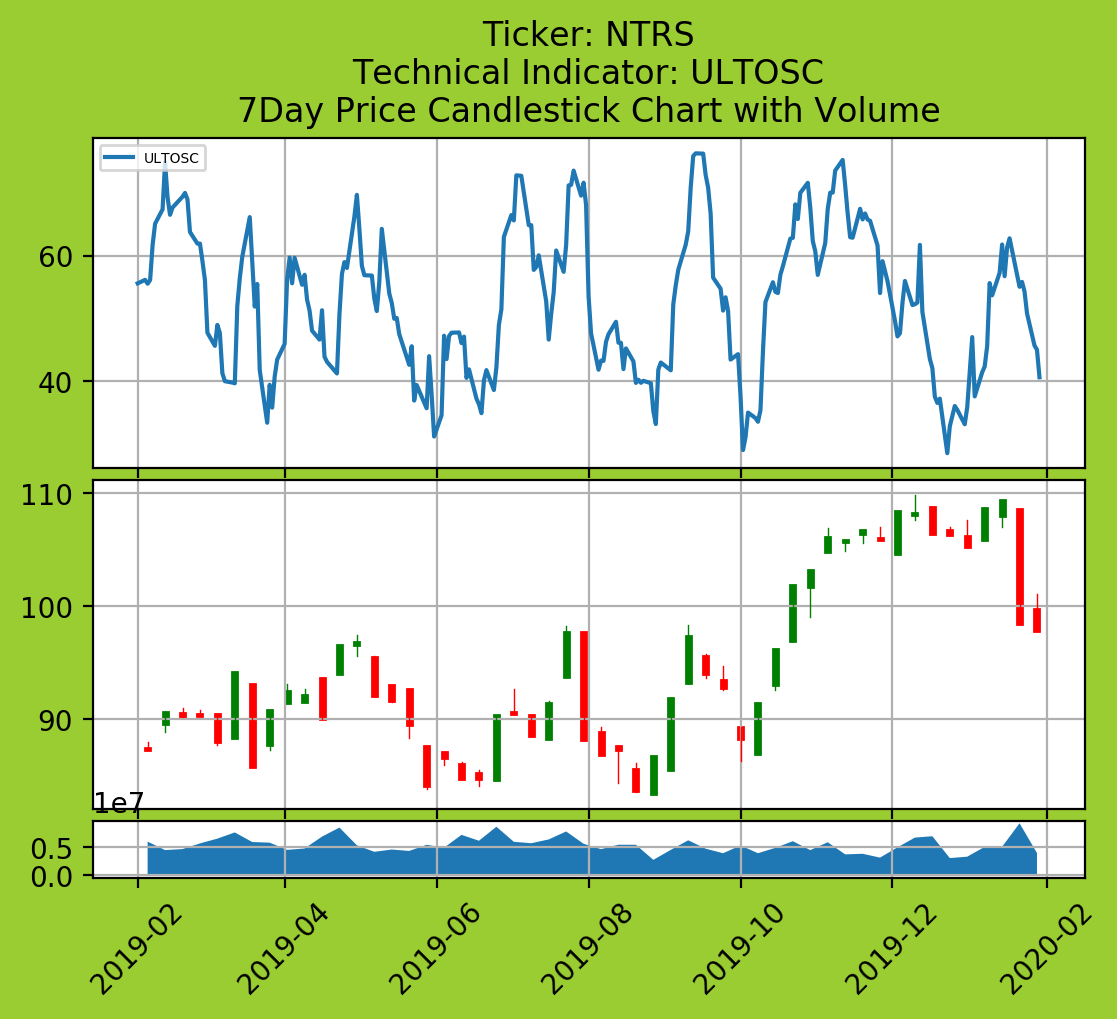 Ticker: NTRS
Technical Indicator: ULTOSC
7Day Price Candlestick Chart with Volume
ULTOSC
60
40
110
100
90
1e7
0.5
0.0
2019-02
2019-04
2019-06
2019-08
2019-10
2019-12
2020-02